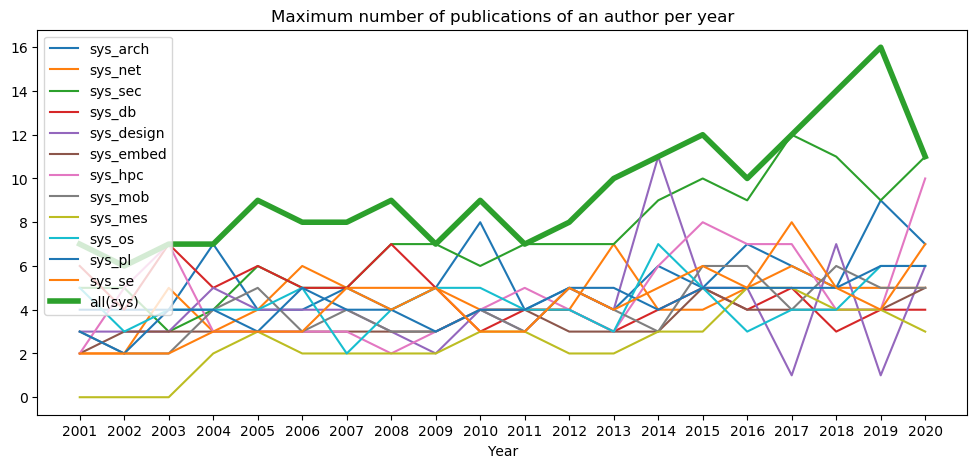 Maximum number of publications of an author per year
16
14
12
10
8
6
4
2
0
sys_arch
sys_net
sys_sec
sys_db
sys_design
sys_embed
sys_hpc
sys_mob
sys_mes
sys_os
sys_pl
sys_se
all(sys)
2001 2002 2003 2004 2005 2006 2007 2008 2009 2010 2011 2012 2013 2014 2015 2016 2017 2018 2019 2020
Year